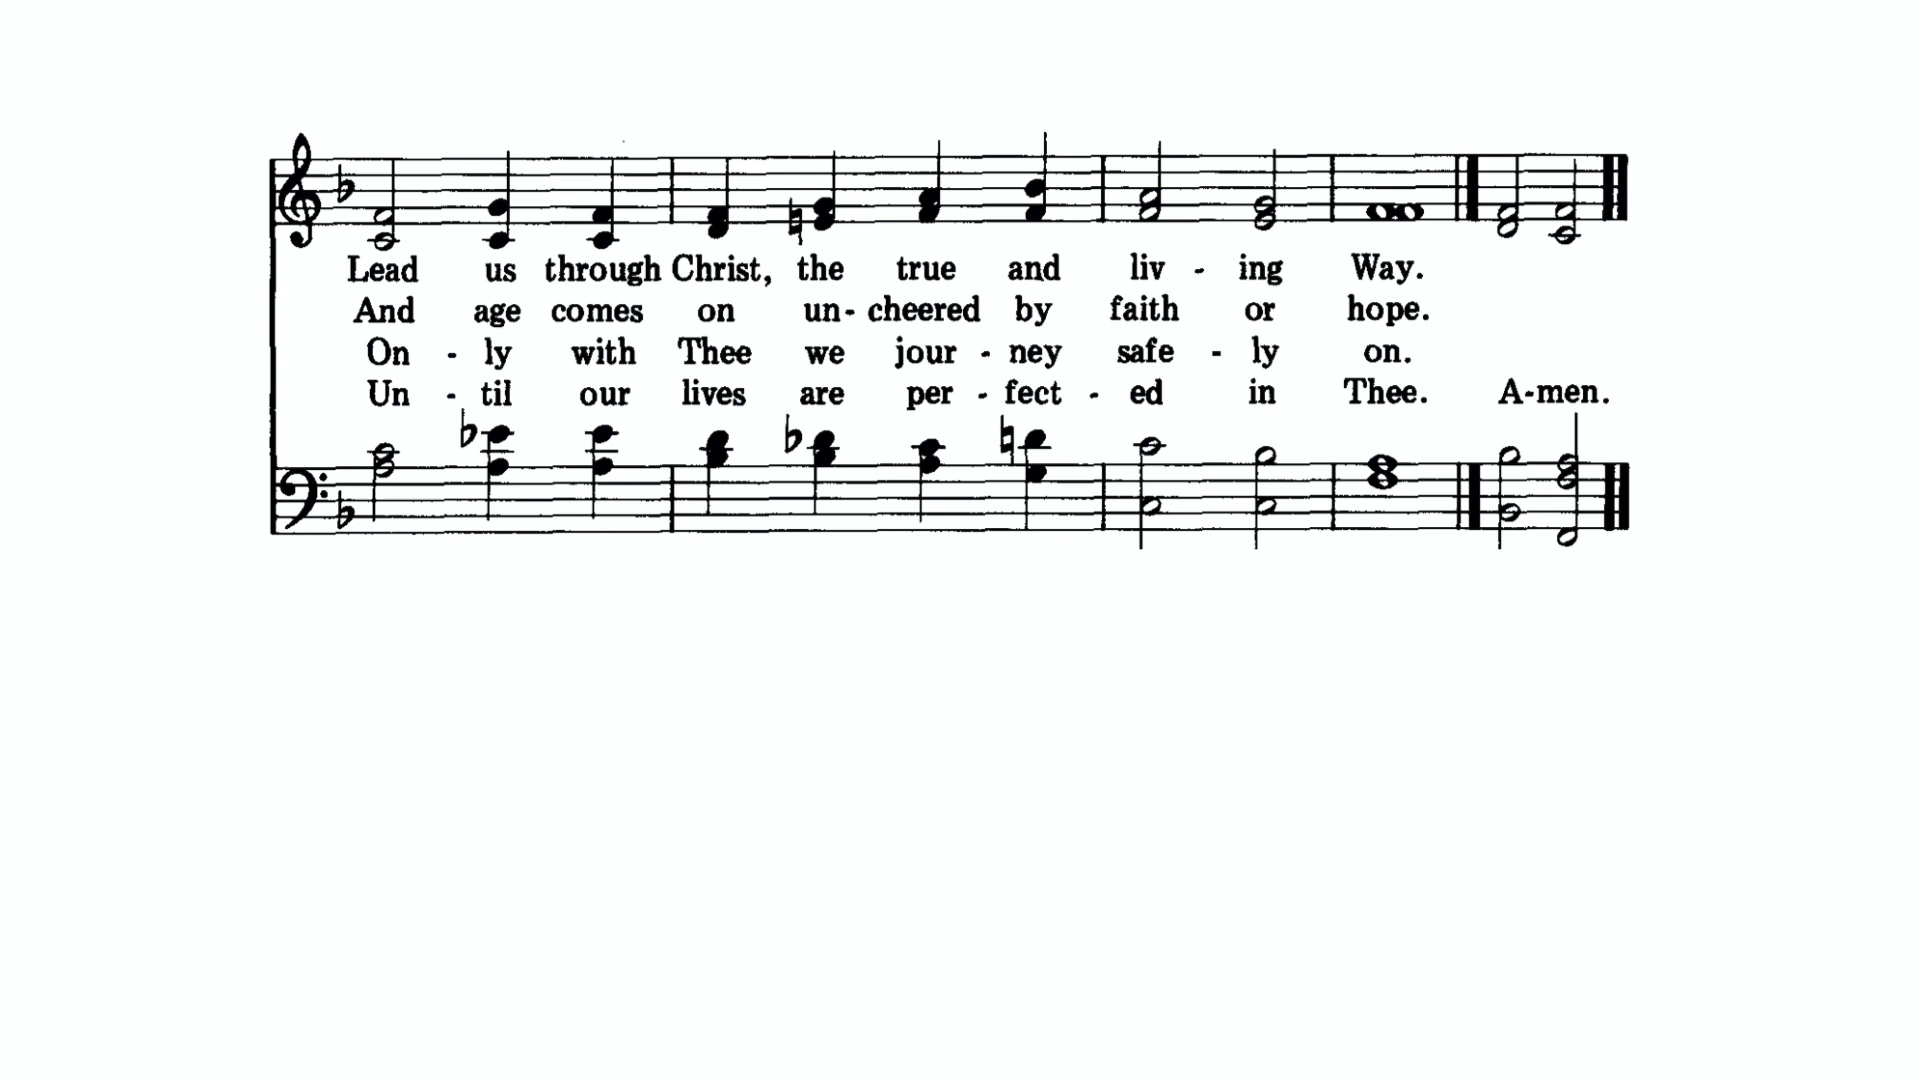 Lead us through Christ, the true and liv - ing Way.
And age comes on un- cheered by faith or hope.
On - ly with Thee we jour - ney safe - ly on.
Un - til our lives are per - fect - ed in Thee. A-men.